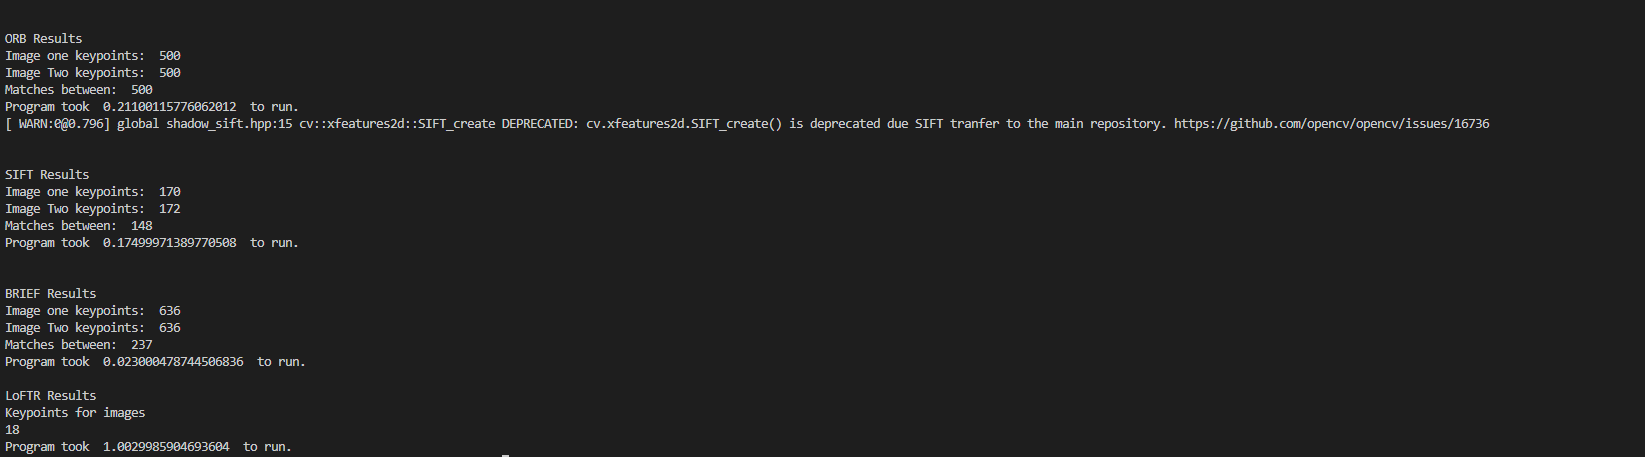 ORB Results
Image one keypoints:  500
Image Two keypoints:  500
Matches between:  500
Program took  0.21100115776062012  to run.
[ WARN:0@0.796] global shadow_sift.hpp:15 cv::xfeatures2d::SIFT_create DEPRECATED: cv.xfeatures2d.SIFT_create() is deprecated due SIFT tranfer to the main repository. https://github.com/opencv/opencv/issues/16736
SIFT Results
Image one keypoints:  170
Image Two keypoints:  172
Matches between:  148
Program took  0.17499971389770508  to run.
BRIEF Results
Image one keypoints:  636
Image Two keypoints:  636
Matches between:  237
Program took  0.023000478744506836  to run.
LoFTR Results
Keypoints for images
18
Program took  1.0029985904693604  to run.